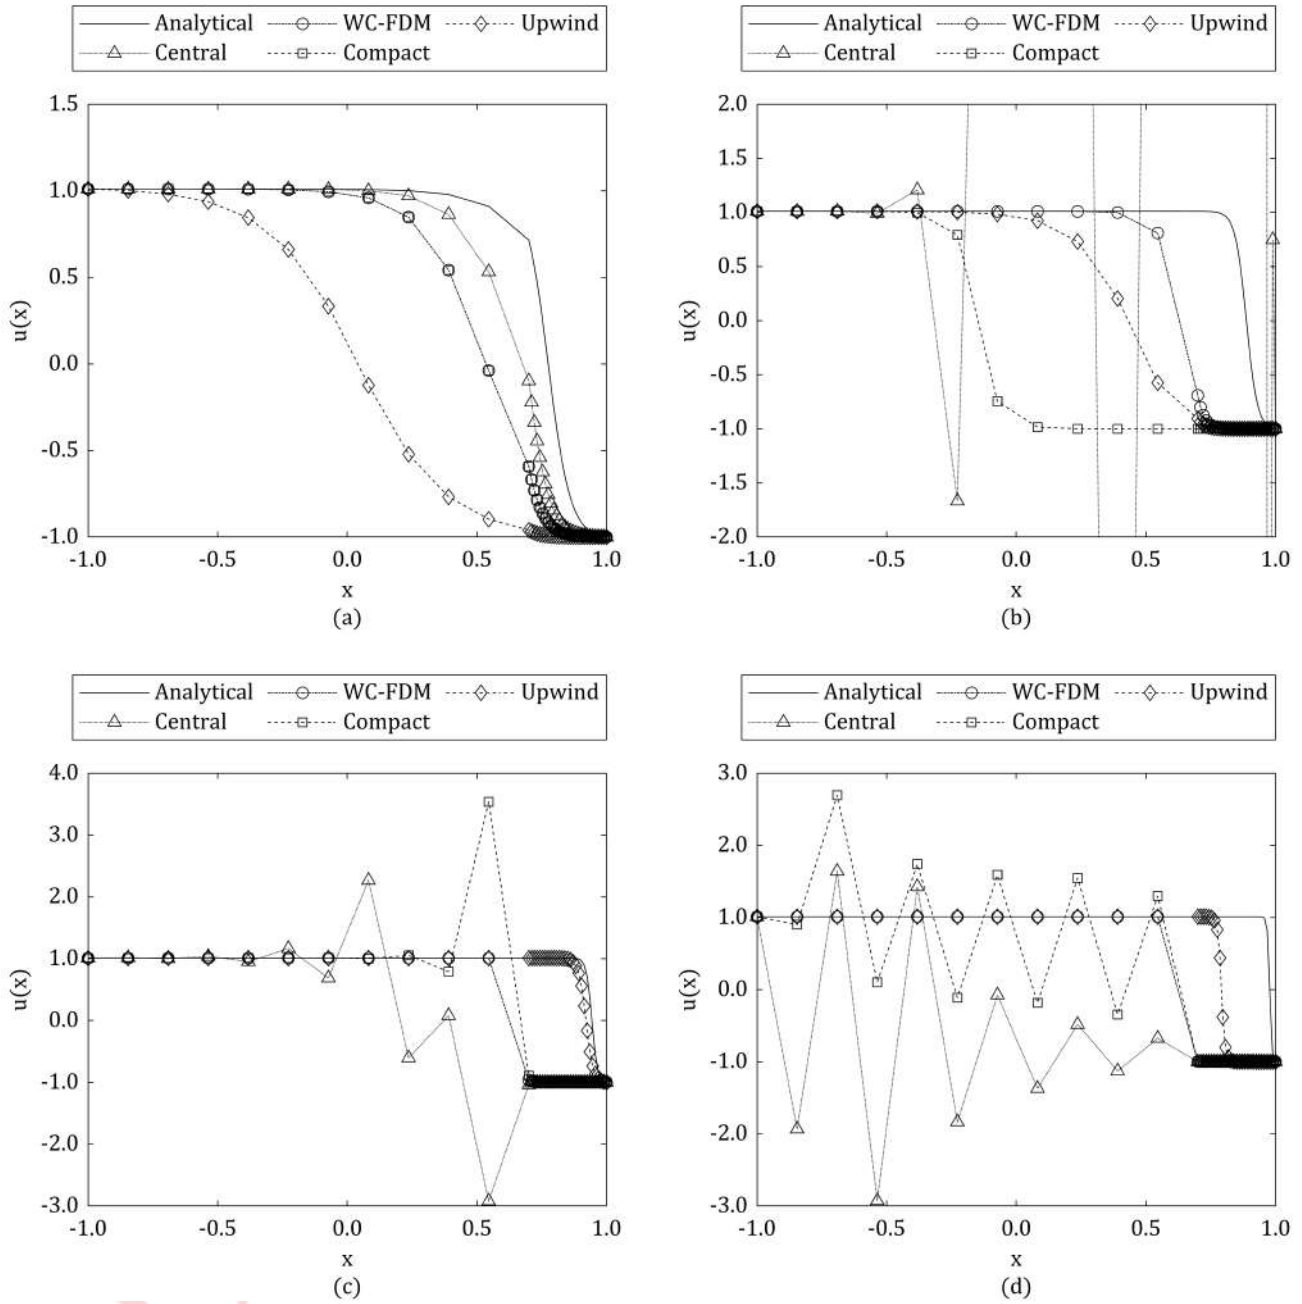 Analytical WC-FDM Upwind
Central Compact
1.5
1.0
0.5
0.0
-0.5
-1.0
u(x)
-1.0 -0.5 0.0 0.5 1.0
x
(a)
Analytical WC-FDM Upwind
Central Compact
2.0
1.5
1.0
0.5
0.0
-0.5
-1.0
-1.5
-2.0
u(x)
-1.0 -0.5 0.0 0.5 1.0
x
(b)
Analytical WC-FDM Upwind
Central Compact
4.0
3.0
2.0
1.0
0.0
-1.0
-2.0
-3.0
u(x)
-1.0 -0.5 0.0 0.5 1.0
x
(c)
Analytical WC-FDM Upwind
Central Compact
3.0
2.0
1.0
0.0
-1.0
-2.0
-3.0
u(x)
-1.0 -0.5 0.0 0.5 1.0
x
(d)